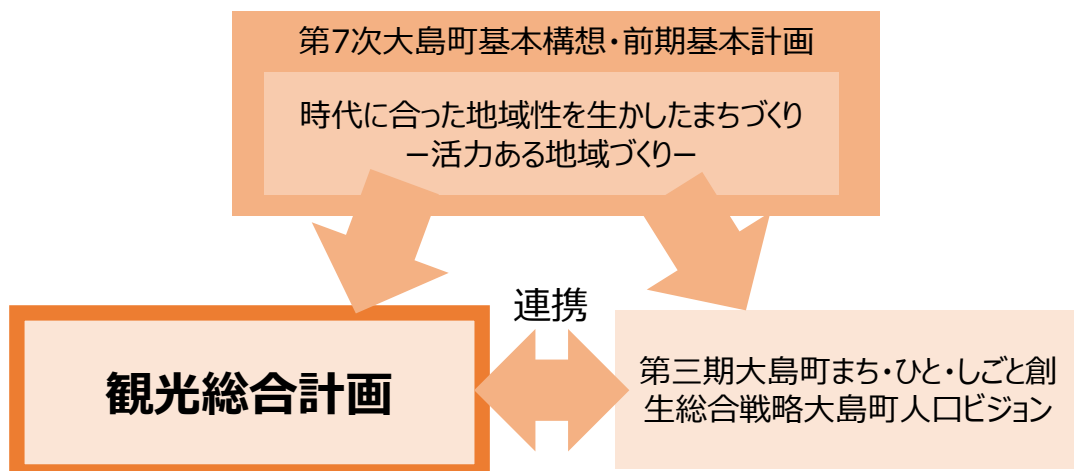 第7次大島町基本構想・前期基本計画
時代に合った地域性を生かしたまちづくり
－活力ある地域づくり－
連携
観光総合計画
第三期大島町まち・ひと・しごと創
生総合戦略大島町人口ビジョン